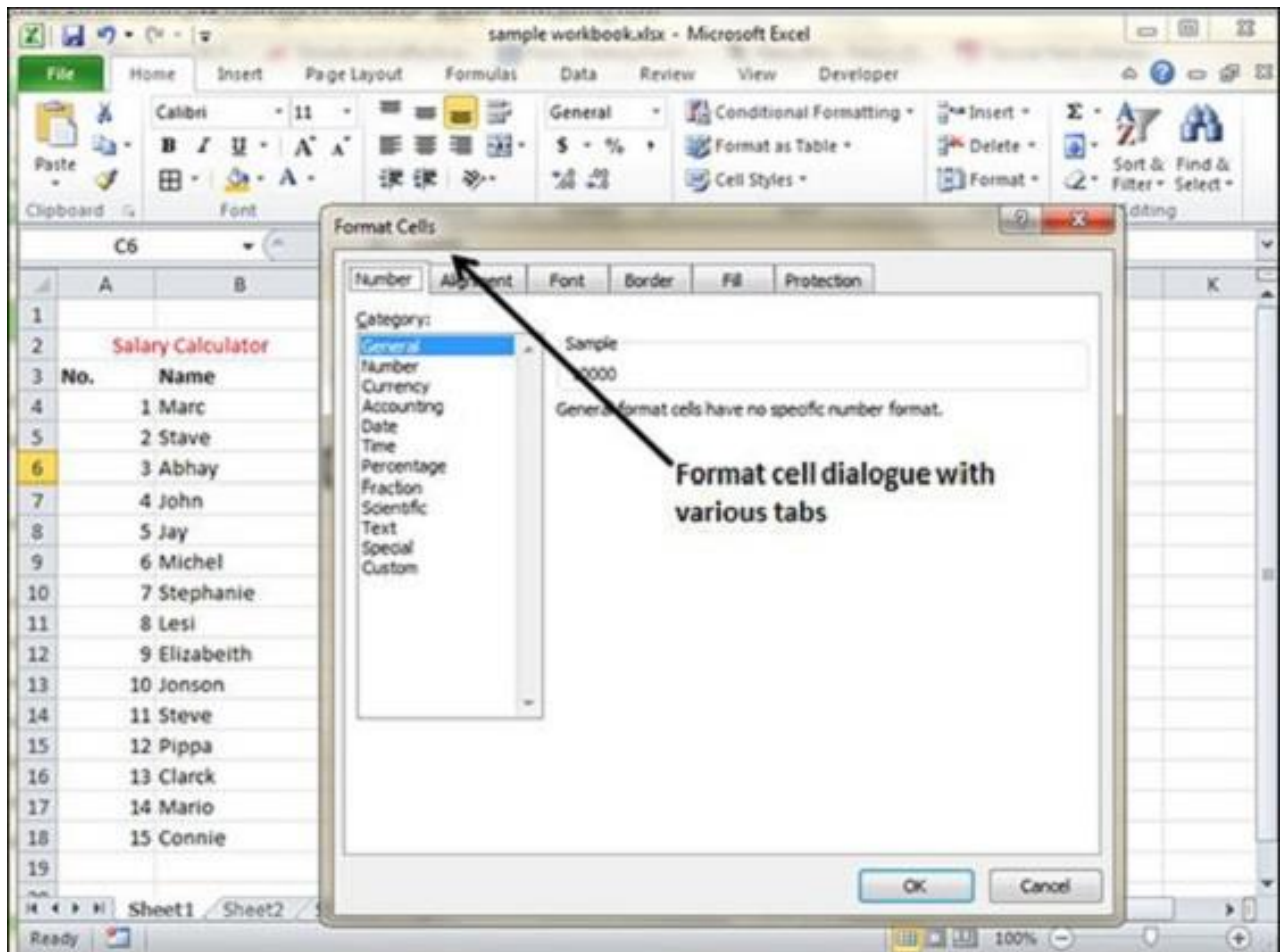 sample workbook.xlsx - Microsoft Excel
File Home Insert Page Layout Formulas Data Review View Developer
Calibri 11 General Conditional Formatting Insert Σ
B I U A A $ % , Format as Table Delete
Paste A Cell Styles Format Sort & Filter Find & Select
Clipboard Font Editing
C6
Format Cells
A B K
Number Alignment Font Border Fill Protection
Category:
General
Number
Currency
Accounting
Date
Time
Percentage
Fraction
Scientific
Text
Special
Custom
Sample
General format cells have no specific number format.
Format cell dialogue with
various tabs
1
2 Salary Calculator
3 No. Name
4 1 Marc
5 2 Stave
6 3 Abhay
7 4 John
8 5 Jay
9 6 Michel
10 7 Stephanie
11 8 Lesi
12 9 Elizabeith
13 10 Jonson
14 11 Steve
15 12 Pippa
16 13 Clarck
17 14 Mario
18 15 Connie
19
OK Cancel
Sheet1 Sheet2
Ready 100%